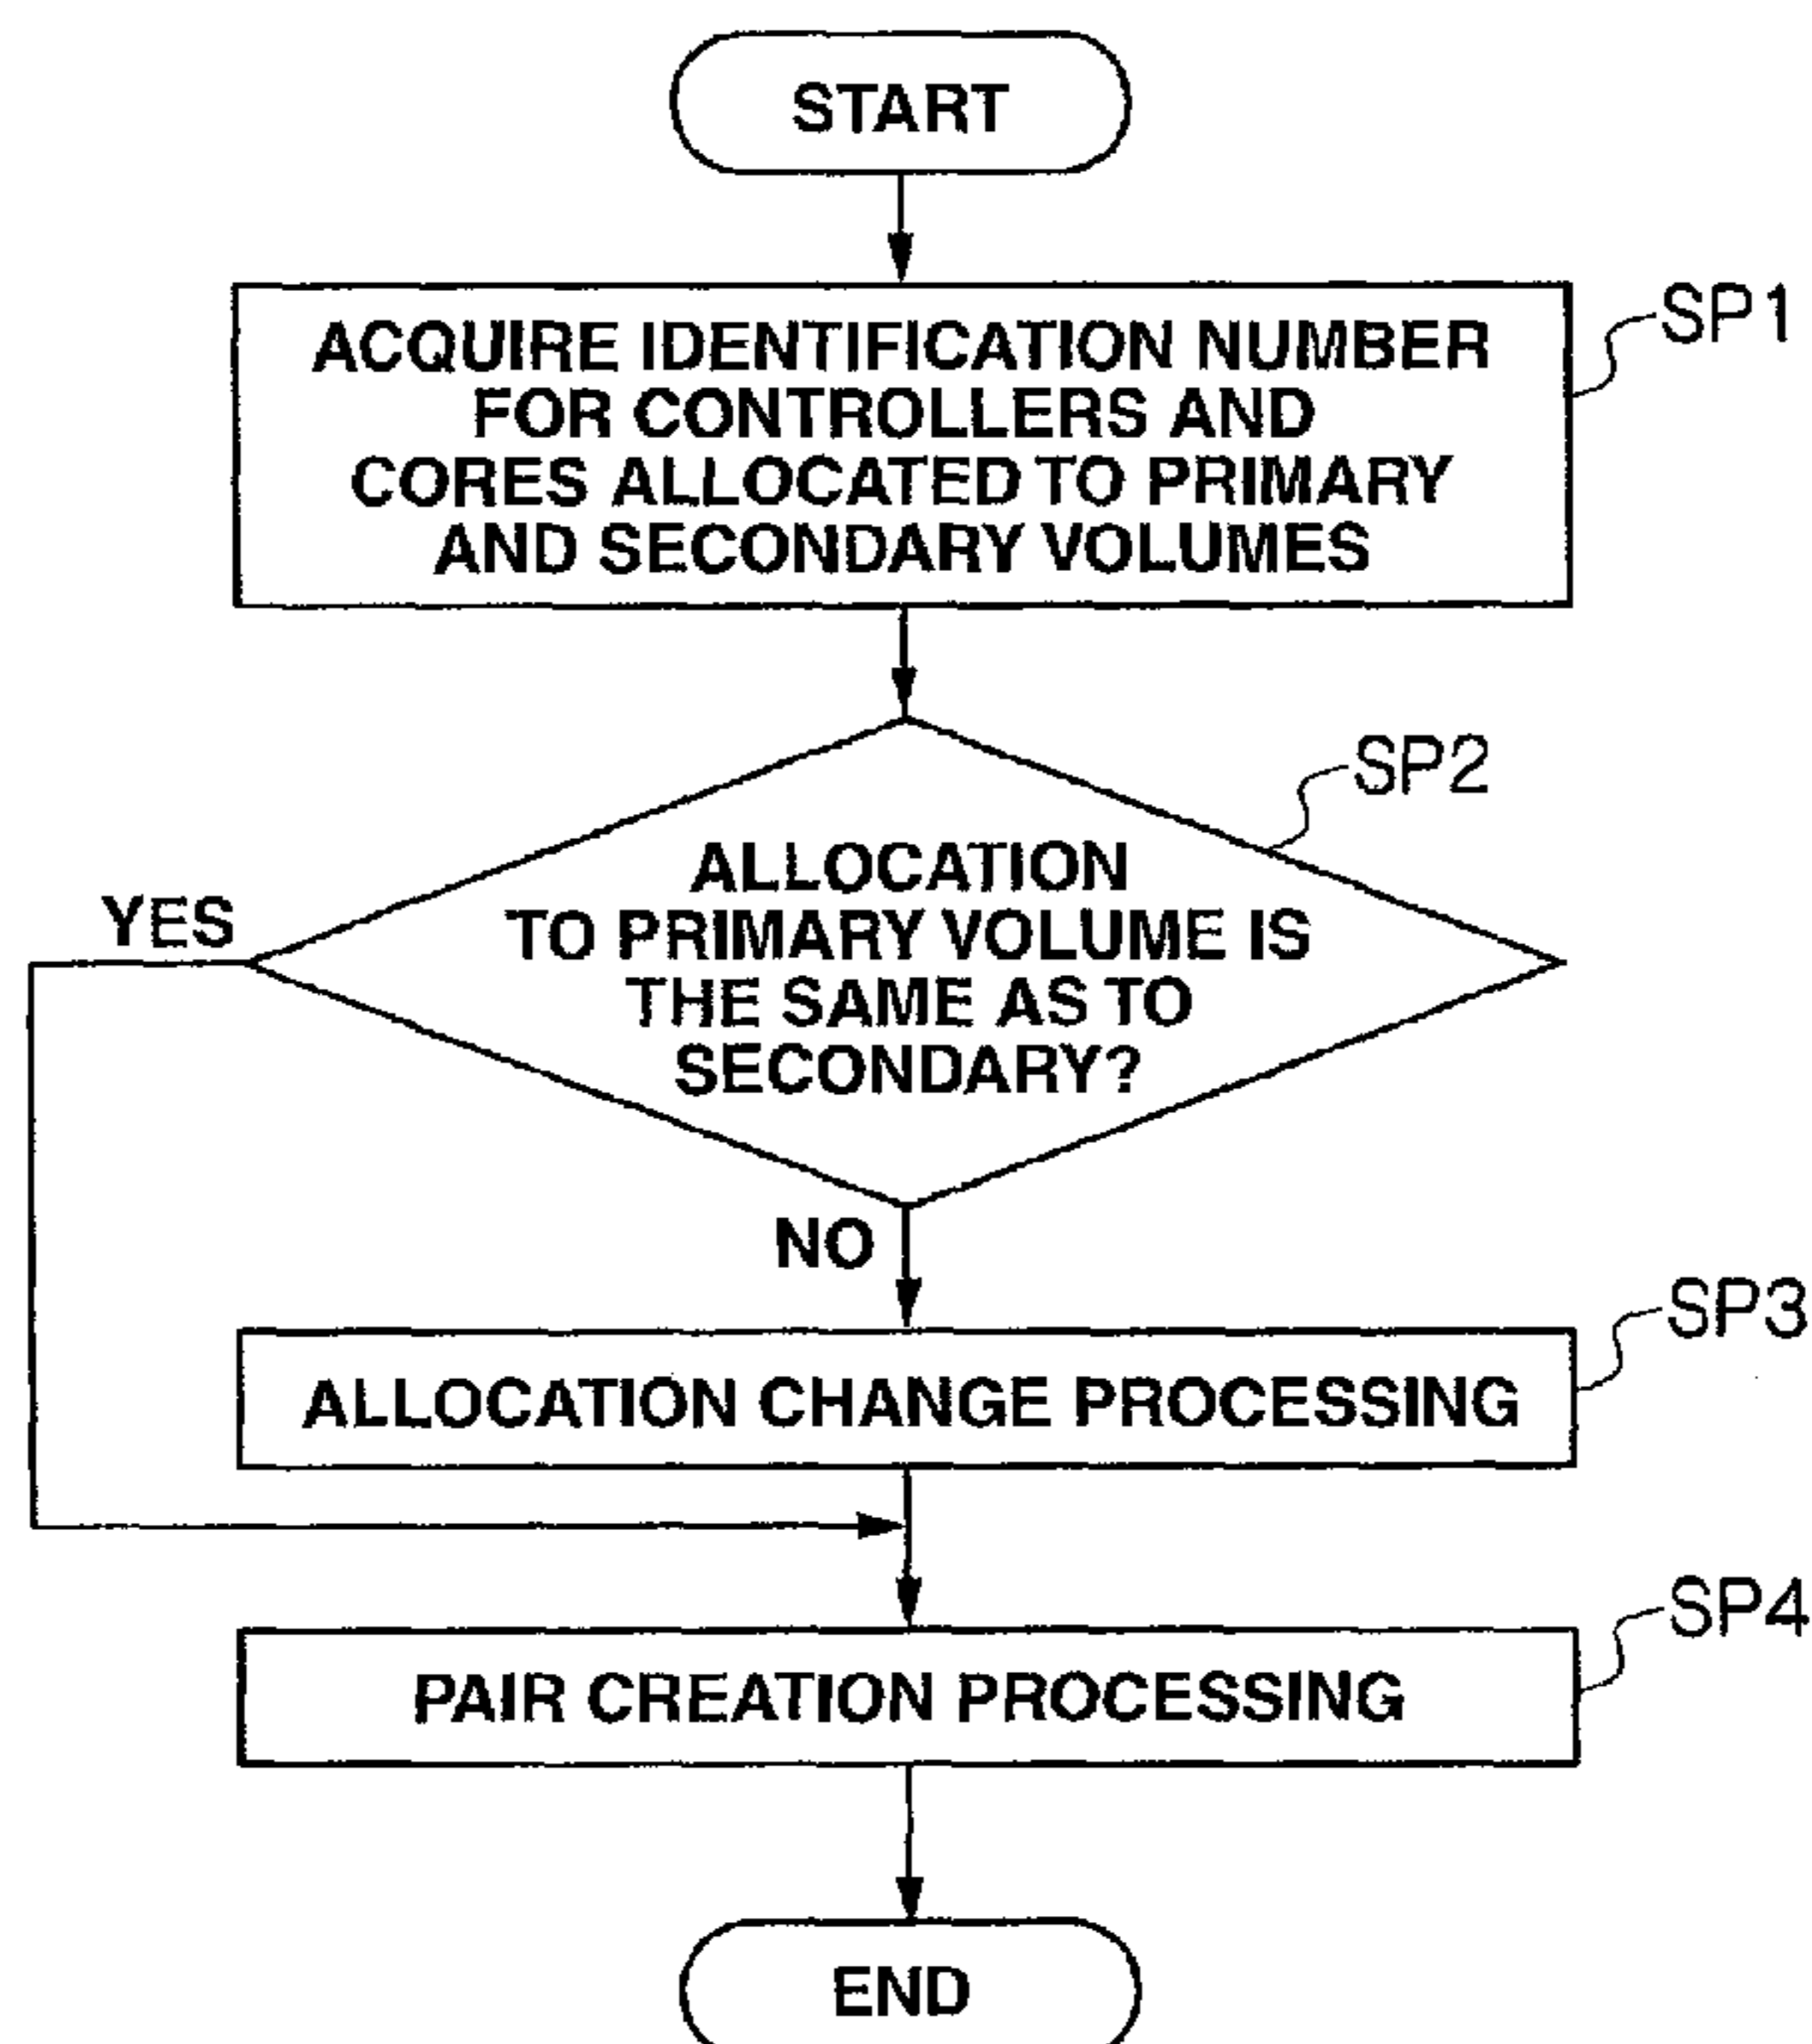 START
ACQUIRE IDENTIFICATION NUMBER
FOR CONTROLLERS AND
CORES ALLOCATED TO PRIMARY
AND SECONDARY VOLUMES
SP1
SP2
ALLOCATION
TO PRIMARY VOLUME IS
THE SAME AS TO
SECONDARY?
YES
NO
SP3
ALLOCATION CHANGE PROCESSING
SP4
PAIR CREATION PROCESSING
END